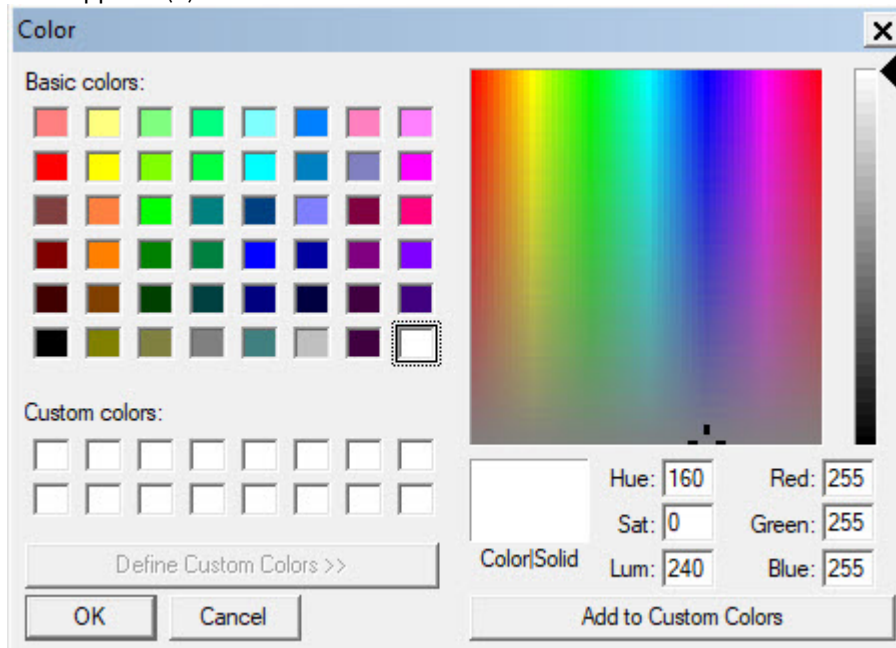 Color
Basic colors:
Custom colors:
Define Custom Colors >>
OK Cancel
Color|Solid
Hue: 160 Red: 255
Sat: 0 Green: 255
Lum: 240 Blue: 255
Add to Custom Colors